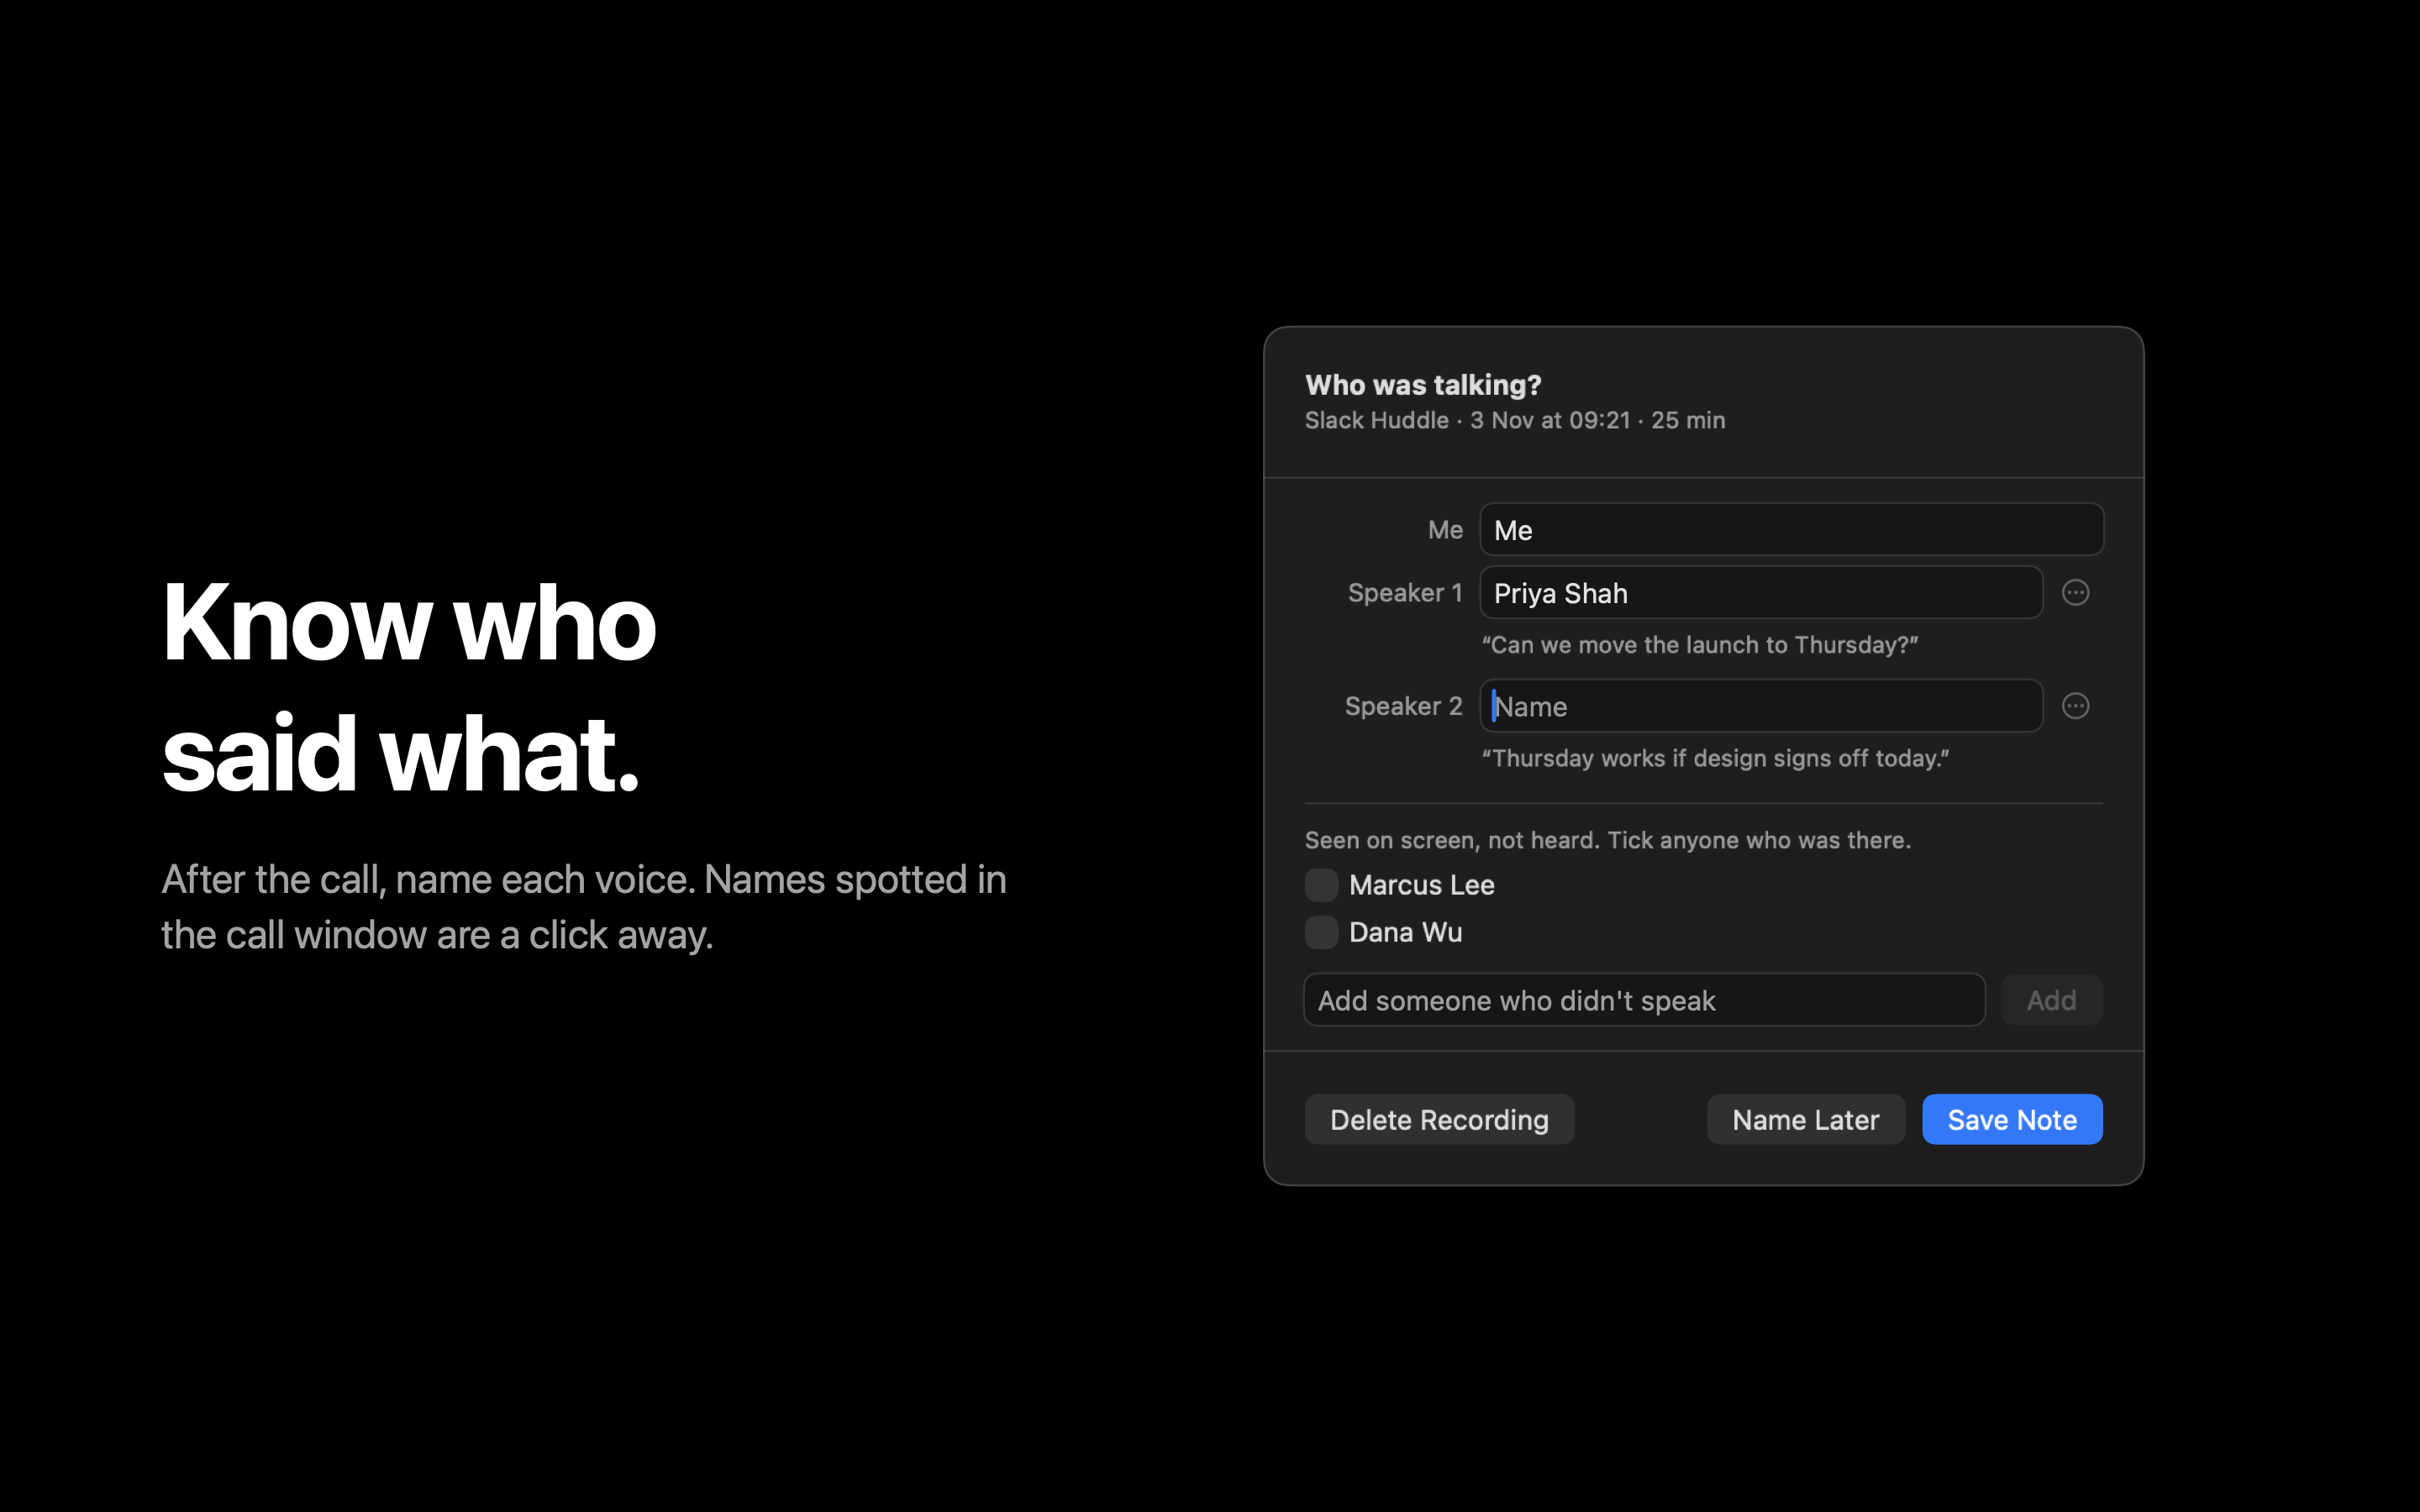 Know who
said what.
After the call, name each voice. Names spotted in
the call window are a click away.
Who was talking?
Slack Huddle · 3 Nov at 09:21 · 25 min
Me Me
Speaker 1 Priya Shah
“Can we move the launch to Thursday?”
Speaker 2 Name
“Thursday works if design signs off today.”
Seen on screen, not heard. Tick anyone who was there.
Marcus Lee
Dana Wu
Add someone who didn't speak Add
Delete Recording Name Later Save Note